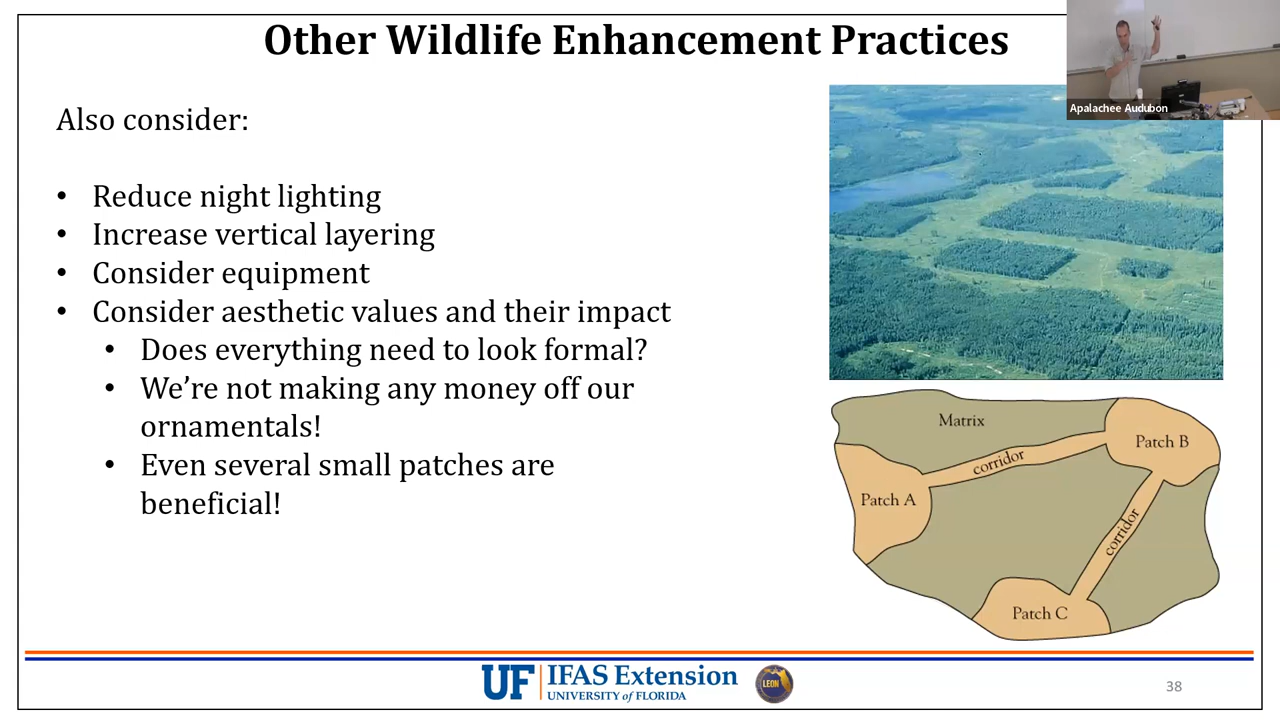 Other Wildlife Enhancement Practices
Apalachee Audubon
Also consider:
• Reduce night lighting
• Increase vertical layering
• Consider equipment
• Consider aesthetic values and their impact
• Does everything need to look formal?
• We’re not making any money off our
ornamentals!
• Even several small patches are
beneficial!
Matrix
Patch B
corridor
Patch A
corridor
Patch C
UF IFAS Extension
UNIVERSITY of FLORIDA
LEON
38